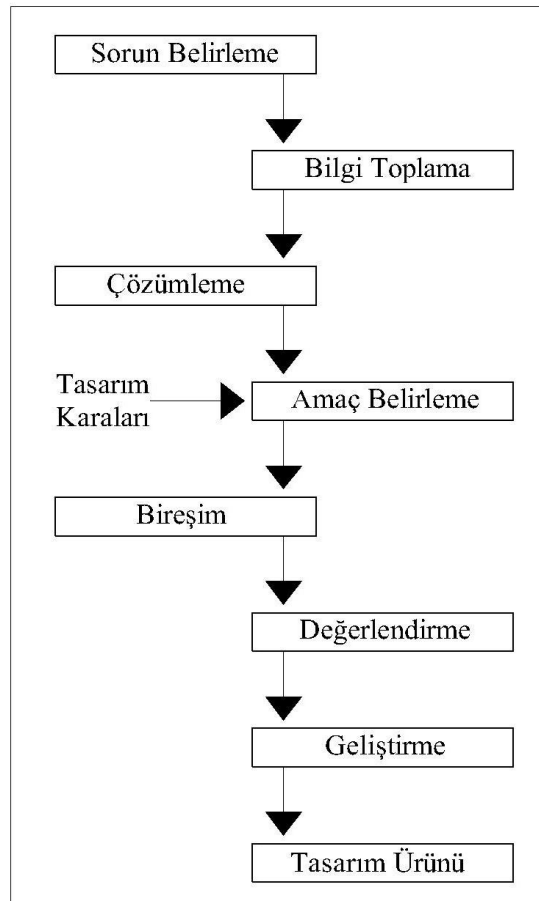 Sorun Belirleme
Bilgi Toplama
Çözümleme
Tasarım
Karaları
Amaç Belirleme
Bireşim
Değerlendirme
Geliştirme
Tasarım Ürünü